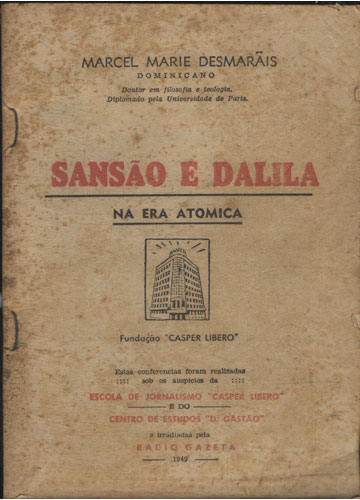 MARCEL MARIE DESMARAIS
DOMINICANO
Doutor em filosofia e teologia,
Diplomado pela Universidade de Paris.
SANSÃO E DALILA
NA ERA ATOMICA
Fundação "CASPER LIBERO"
Estas conferencias foram realizadas
:::: sob os auspicios da ::::
ESCOLA DE JORNALISMO "CASPER LIBERO"
E DO
CENTRO DE ESTUDOS "D. GASTÃO"
e irradiadas pela
RADIO GAZETA
— 1949 —